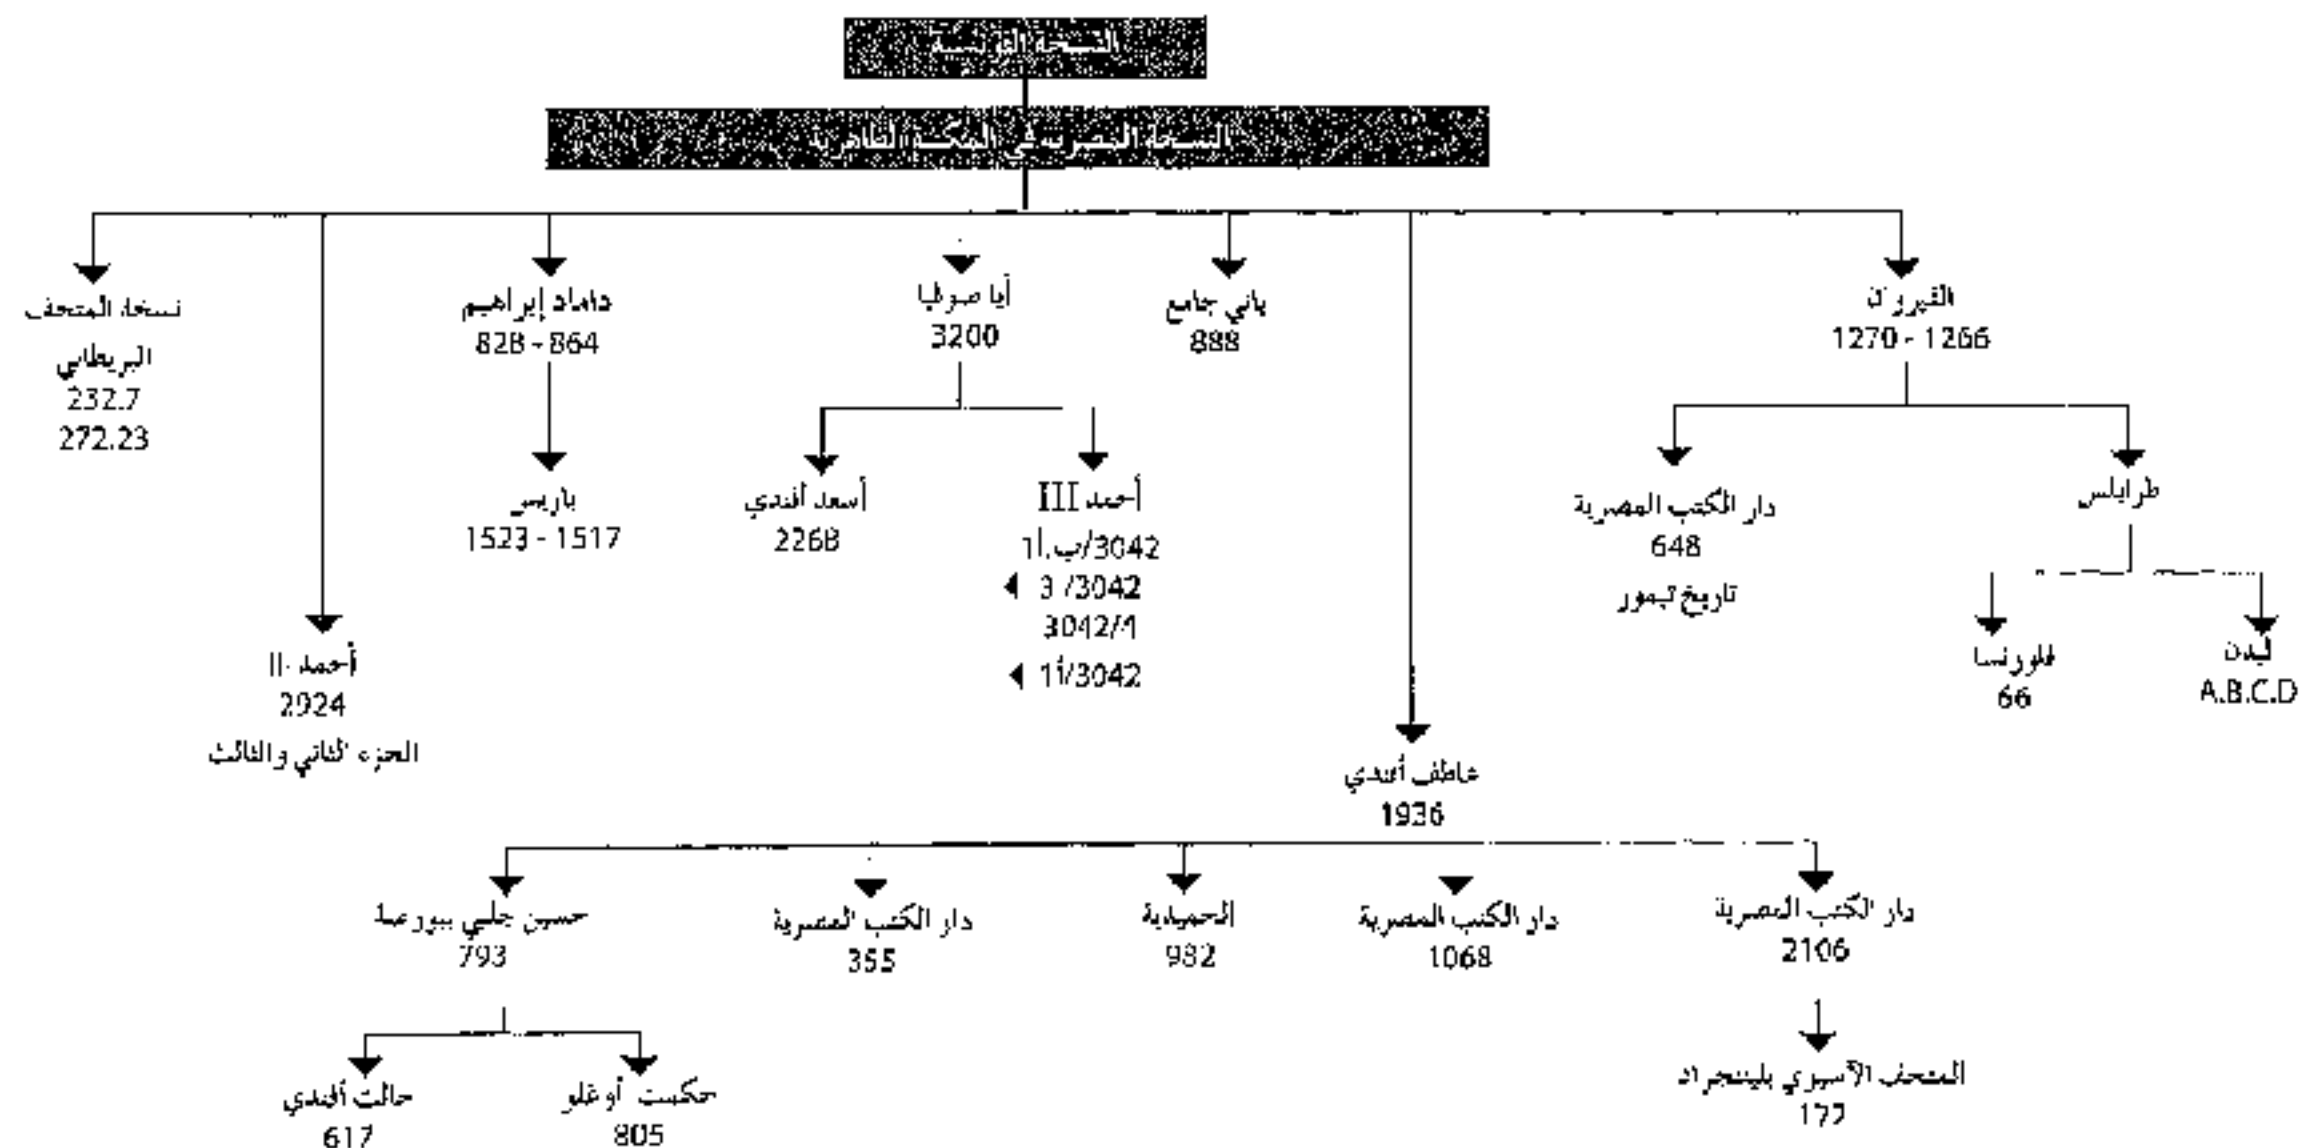 النسخة التونسية
النسخة المصرية في المكتبة الظاهرية
القيروان
1270 - 1266
ياني جامع
888
أيا صوفيا
3200
داماد إبراهيم
828 - 864
نسخة المتحف
البريطاني
232.7
272.23
طرابلس
دار الكتب المصرية
648
تاريخ تيمور
أحمد III
3042/ب.أ1
3042/ 3
3042/4
3042/أ1
أسعد أفندي
2268
باريس
1523 - 1517
ليدن
A.B.C.D
فلورنسا
66
أحمد II
2924
الجزء الثاني والثالث
عاطف أفندي
1936
دار الكتب المصرية
2106
دار الكتب المصرية
1068
الحميدية
982
دار الكتب المصرية
355
حسين جلبي ببورصة
793
المتحف الآسيوي بليننجراد
177
حكمت أوغلو
805
حالت أفندي
617